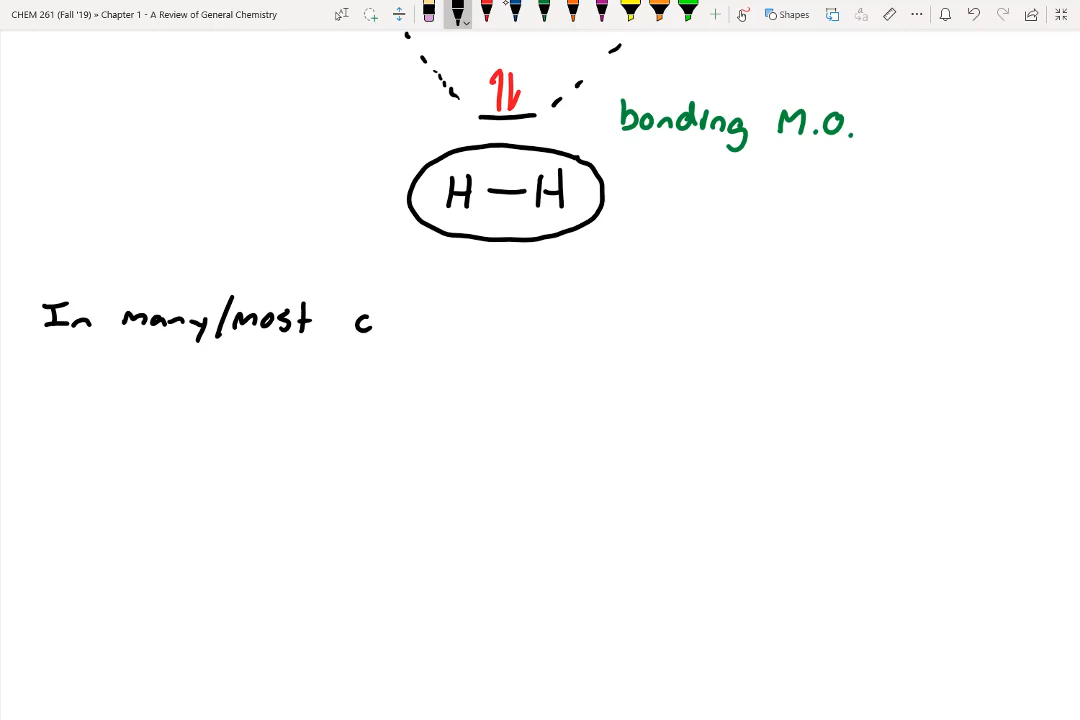 CHEM 261 (Fall '19) » Chapter 1 - A Review of General Chemistry
Shapes
bonding M.O.
H — H
In many/most c